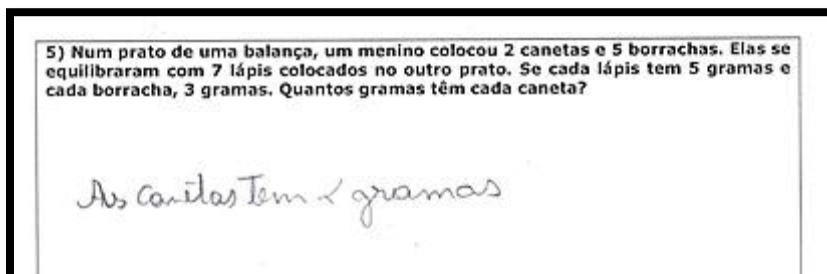 5) Num prato de uma balança, um menino colocou 2 canetas e 5 borrachas. Elas se
equilibraram com 7 lápis colocados no outro prato. Se cada lápis tem 5 gramas e
cada borracha, 3 gramas. Quantos gramas têm cada caneta?
As canetas Tem gramas